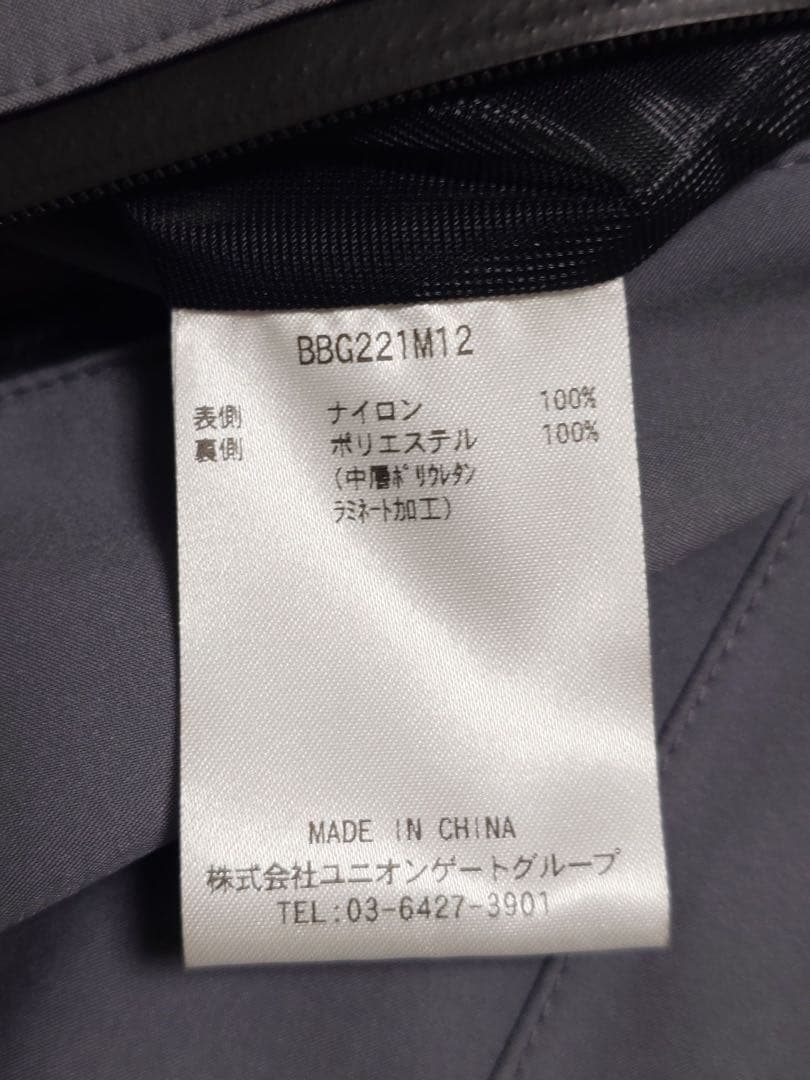 BBG221M12
表側 ナイロン 100%
裏側 ポリエステル 100%
(中層ﾎﾟﾘｳﾚﾀﾝ
ﾗﾐﾈｰﾄ加工)
MADE IN CHINA
株式会社ユニオンゲートグループ
TEL:03-6427-3901